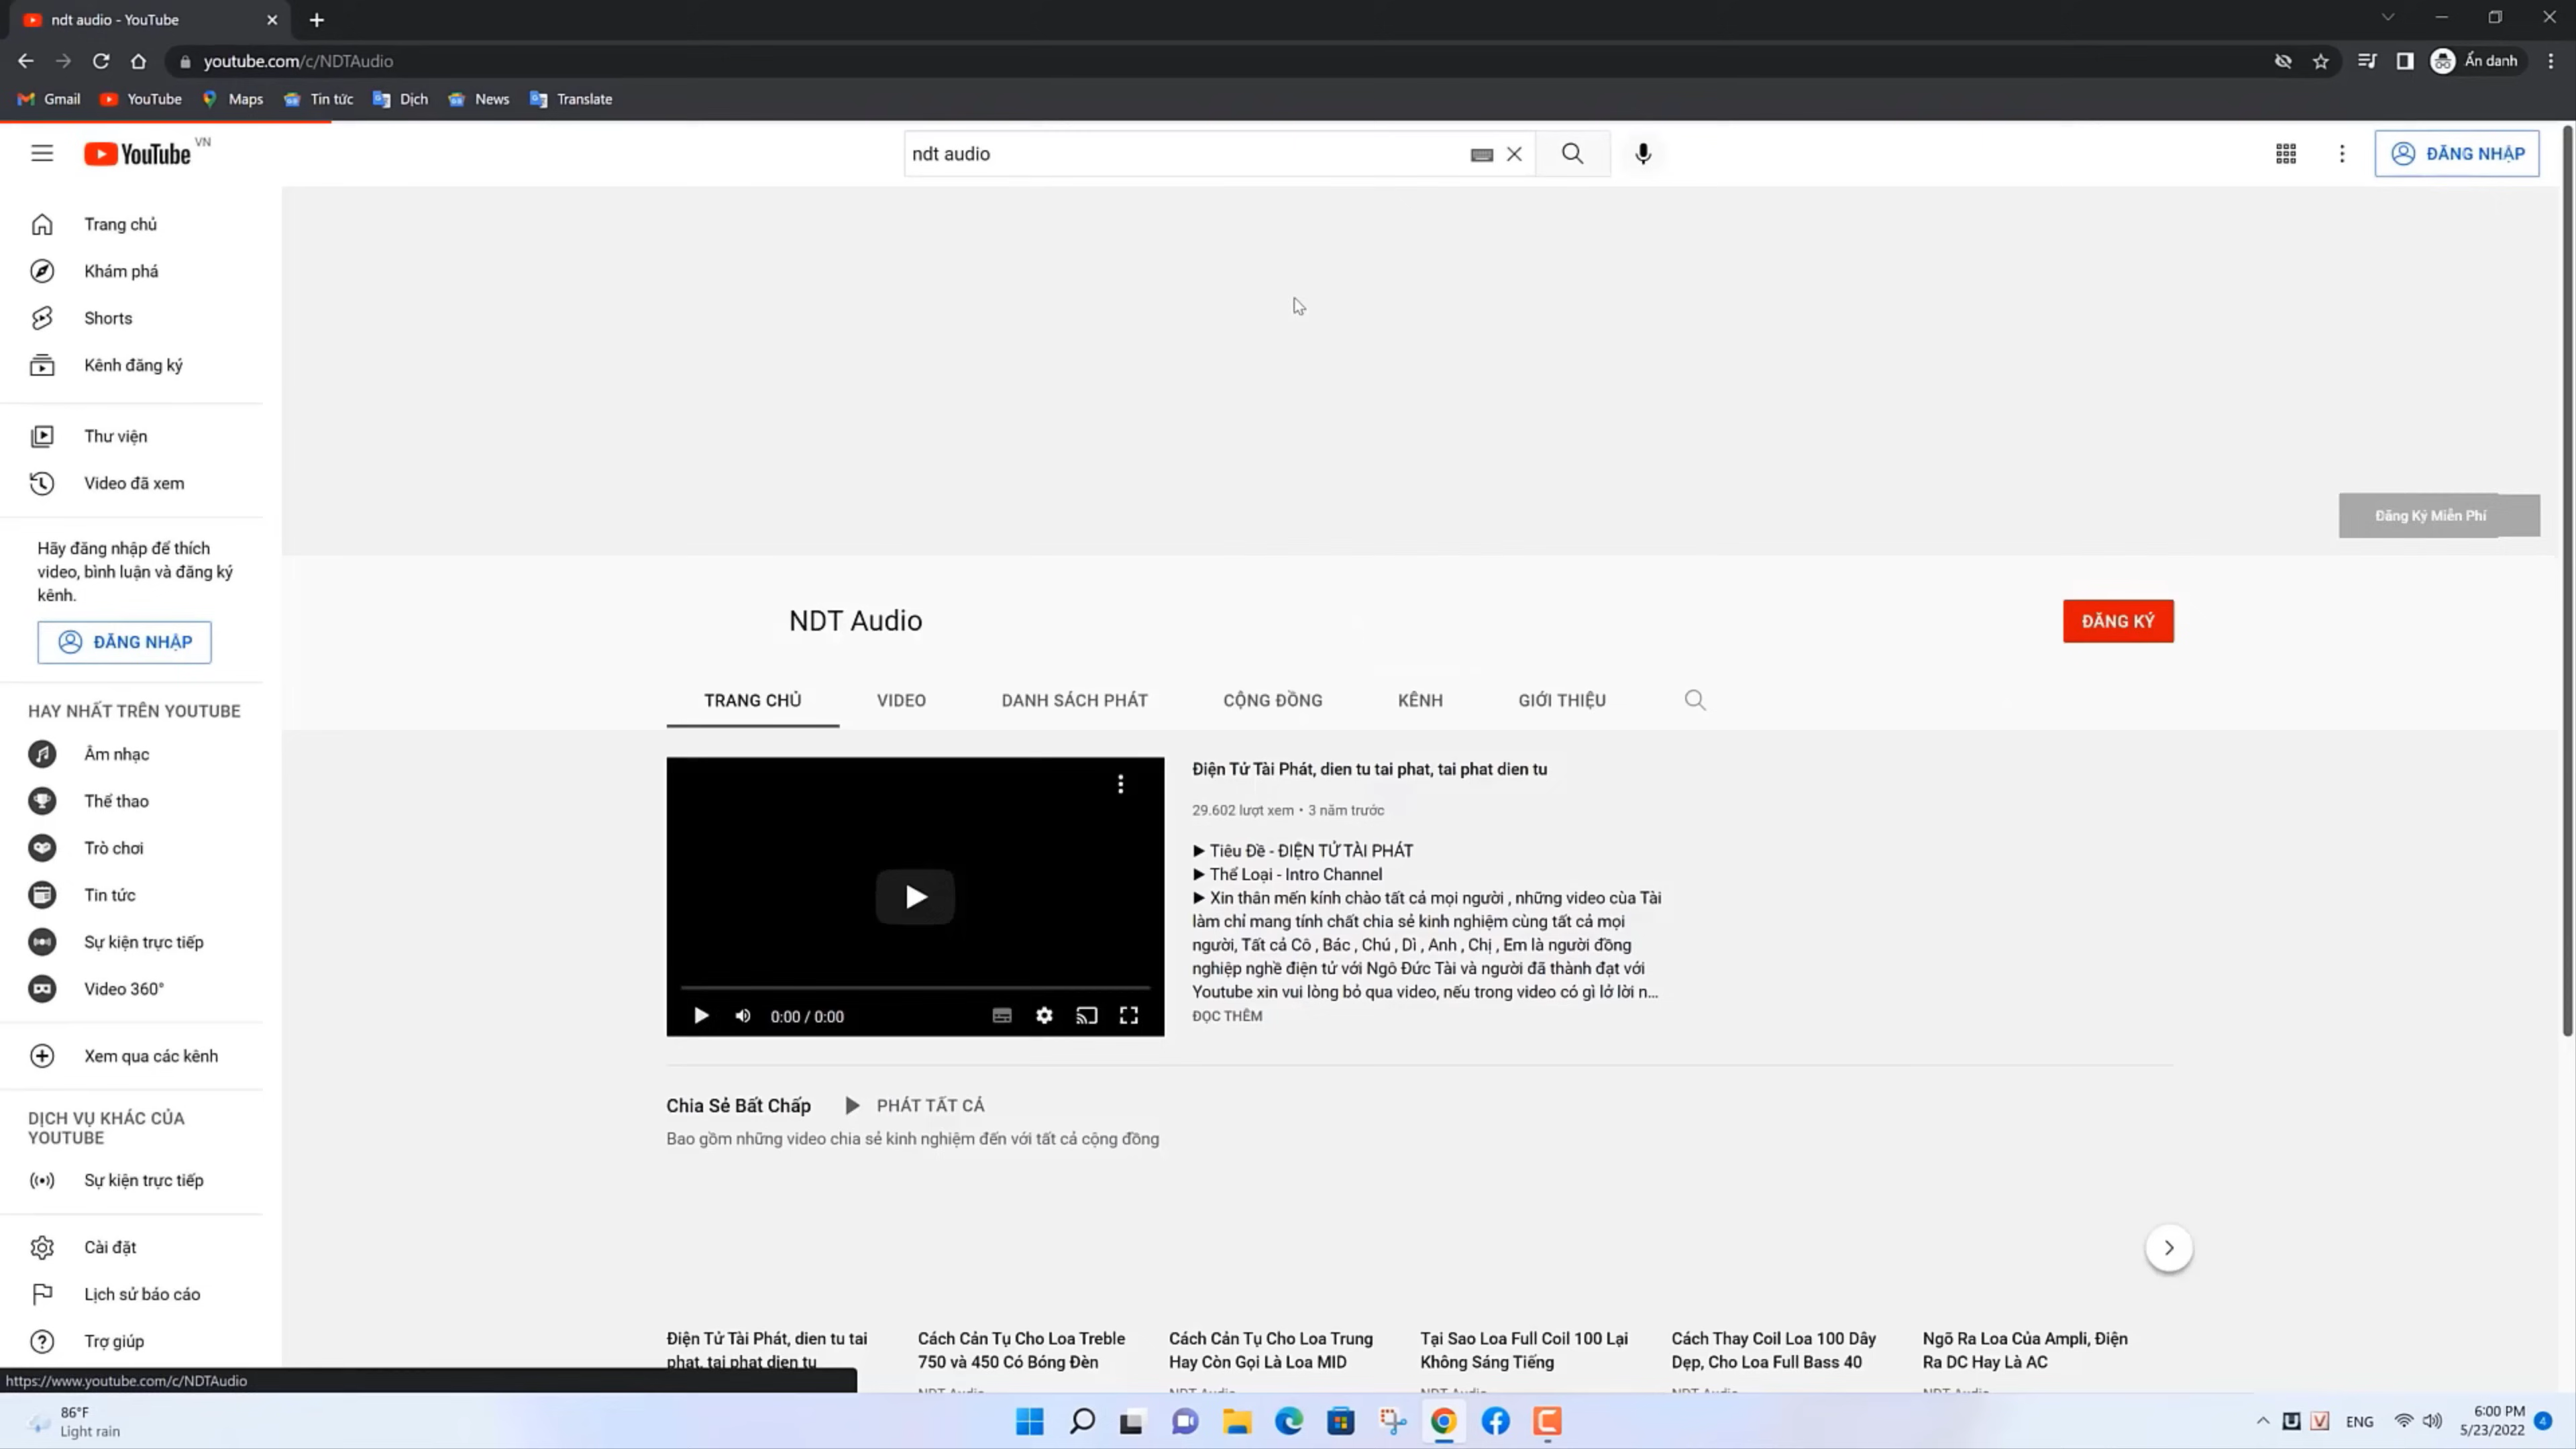 ndt audio - YouTube
youtube.com/c/NDTAudio
Ẩn danh
Gmail
YouTube
Maps
Tin tức
Dịch
News
Translate
YouTube VN
ndt audio
ĐĂNG NHẬP
Trang chủ
Khám phá
Shorts
Kênh đăng ký
Thư viện
Video đã xem
Hãy đăng nhập để thích
video, bình luận và đăng ký
kênh.
ĐĂNG NHẬP
HAY NHẤT TRÊN YOUTUBE
Âm nhạc
Thể thao
Trò chơi
Tin tức
Sự kiện trực tiếp
Video 360°
Xem qua các kênh
DỊCH VỤ KHÁC CỦA
YOUTUBE
Sự kiện trực tiếp
Cài đặt
Lịch sử báo cáo
Trợ giúp
Đăng Ký Miễn Phí
NDT Audio
ĐĂNG KÝ
TRANG CHỦ
VIDEO
DANH SÁCH PHÁT
CỘNG ĐỒNG
KÊNH
GIỚI THIỆU
0:00 / 0:00
Điện Tử Tài Phát, dien tu tai phat, tai phat dien tu
29.602 lượt xem • 3 năm trước
► Tiêu Đề - ĐIỆN TỬ TÀI PHÁT
► Thể Loại - Intro Channel
► Xin thân mến kính chào tất cả mọi người , những video của Tài
làm chỉ mang tính chất chia sẻ kinh nghiệm cùng tất cả mọi
người, Tất cả Cô , Bác , Chú , Dì , Anh , Chị , Em là người đồng
nghiệp nghề điện tử với Ngô Đức Tài và người đã thành đạt với
Youtube xin vui lòng bỏ qua video, nếu trong video có gì lở lời n...
ĐỌC THÊM
Chia Sẻ Bất Chấp
PHÁT TẤT CẢ
Bao gồm những video chia sẻ kinh nghiệm đến với tất cả cộng đồng
Điện Tử Tài Phát, dien tu tai
phat, tai phat dien tu
Cách Cản Tụ Cho Loa Treble
750 và 450 Có Bóng Đèn
NDT Audio
Cách Cản Tụ Cho Loa Trung
Hay Còn Gọi Là Loa MID
NDT Audio
Tại Sao Loa Full Coil 100 Lại
Không Sáng Tiếng
NDT Audio
Cách Thay Coil Loa 100 Dây
Dẹp, Cho Loa Full Bass 40
NDT Audio
Ngõ Ra Loa Của Ampli, Điện
Ra DC Hay Là AC
NDT Audio
https://www.youtube.com/c/NDTAudio
86°F
Light rain
ENG
6:00 PM
5/23/2022
4